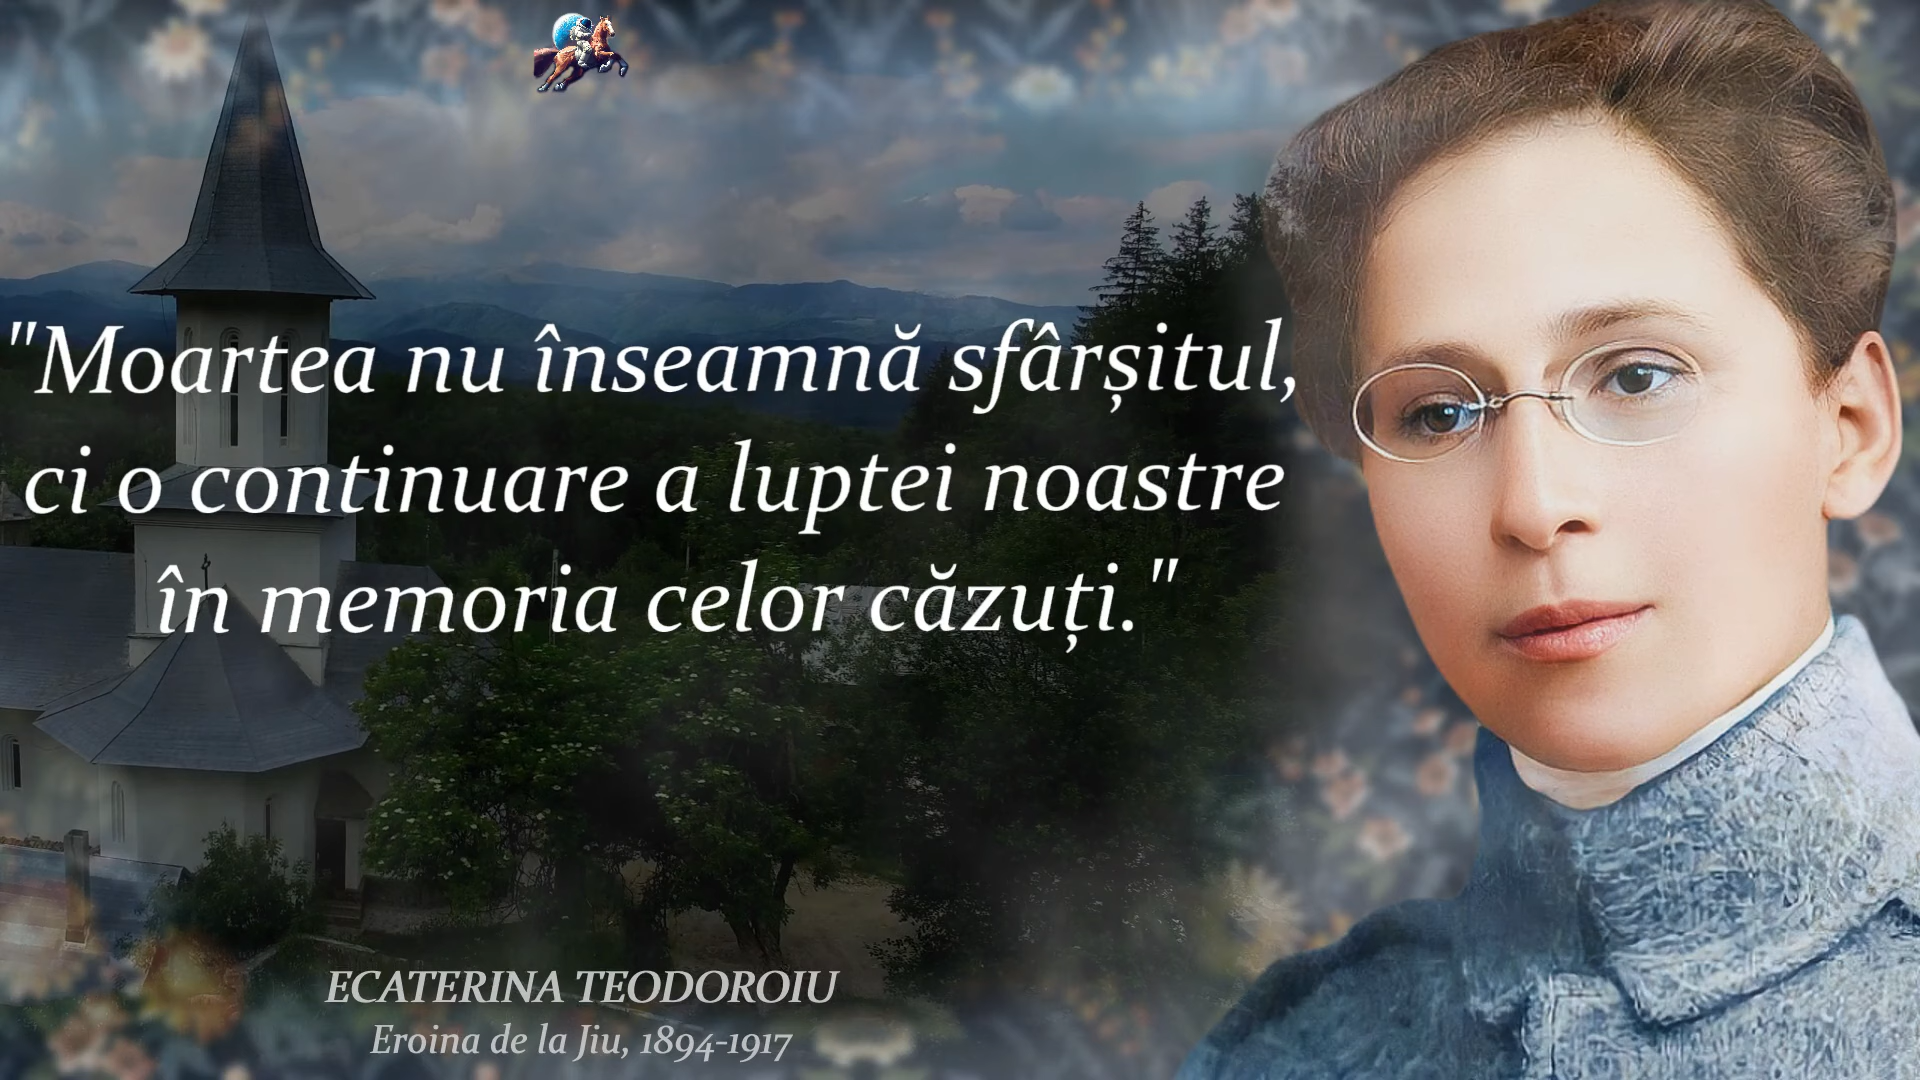 "Moartea nu înseamnă sfârșitul,
ci o continuare a luptei noastre
în memoria celor căzuți."
ECATERINA TEODOROIU
Eroina de la Jiu, 1894-1917